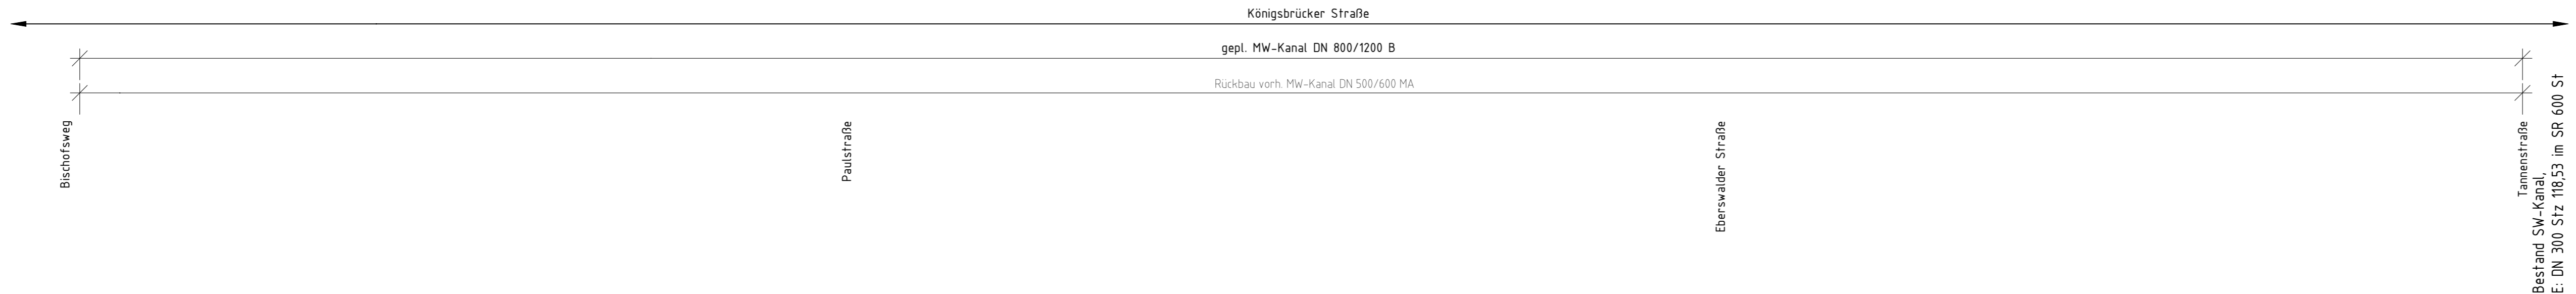 Königsbrücker Straße
gepl. MW-Kanal DN 800/1200 B
Rückbau vorh. MW-Kanal DN 500/600 MA
Bischofsweg
Paulstraße
Eberswalder Straße
Tannenstraße
Bestand SW-Kanal,
E: DN 300 Stz 118,53 im SR 600 St